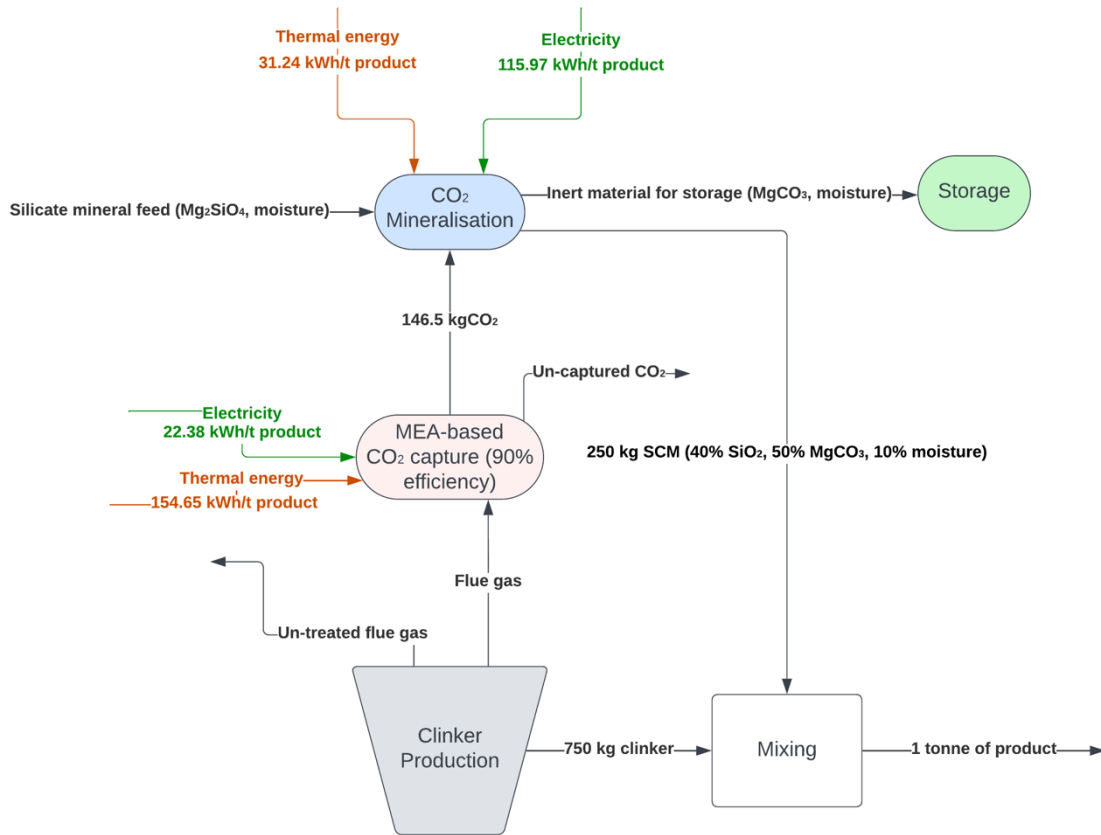 Thermal energy
31.24 kWh/t product
Electricity
115.97 kWh/t product
Silicate mineral feed (Mg₂SiO₄, moisture)
CO₂
Mineralisation
Inert material for storage (MgCO₃, moisture)
Storage
146.5 kgCO₂
Un-captured CO₂
Electricity
22.38 kWh/t product
Thermal energy
154.65 kWh/t product
MEA-based
CO₂ capture (90%
efficiency)
250 kg SCM (40% SiO₂, 50% MgCO₃, 10% moisture)
Flue gas
Un-treated flue gas
Clinker
Production
750 kg clinker
Mixing
1 tonne of product